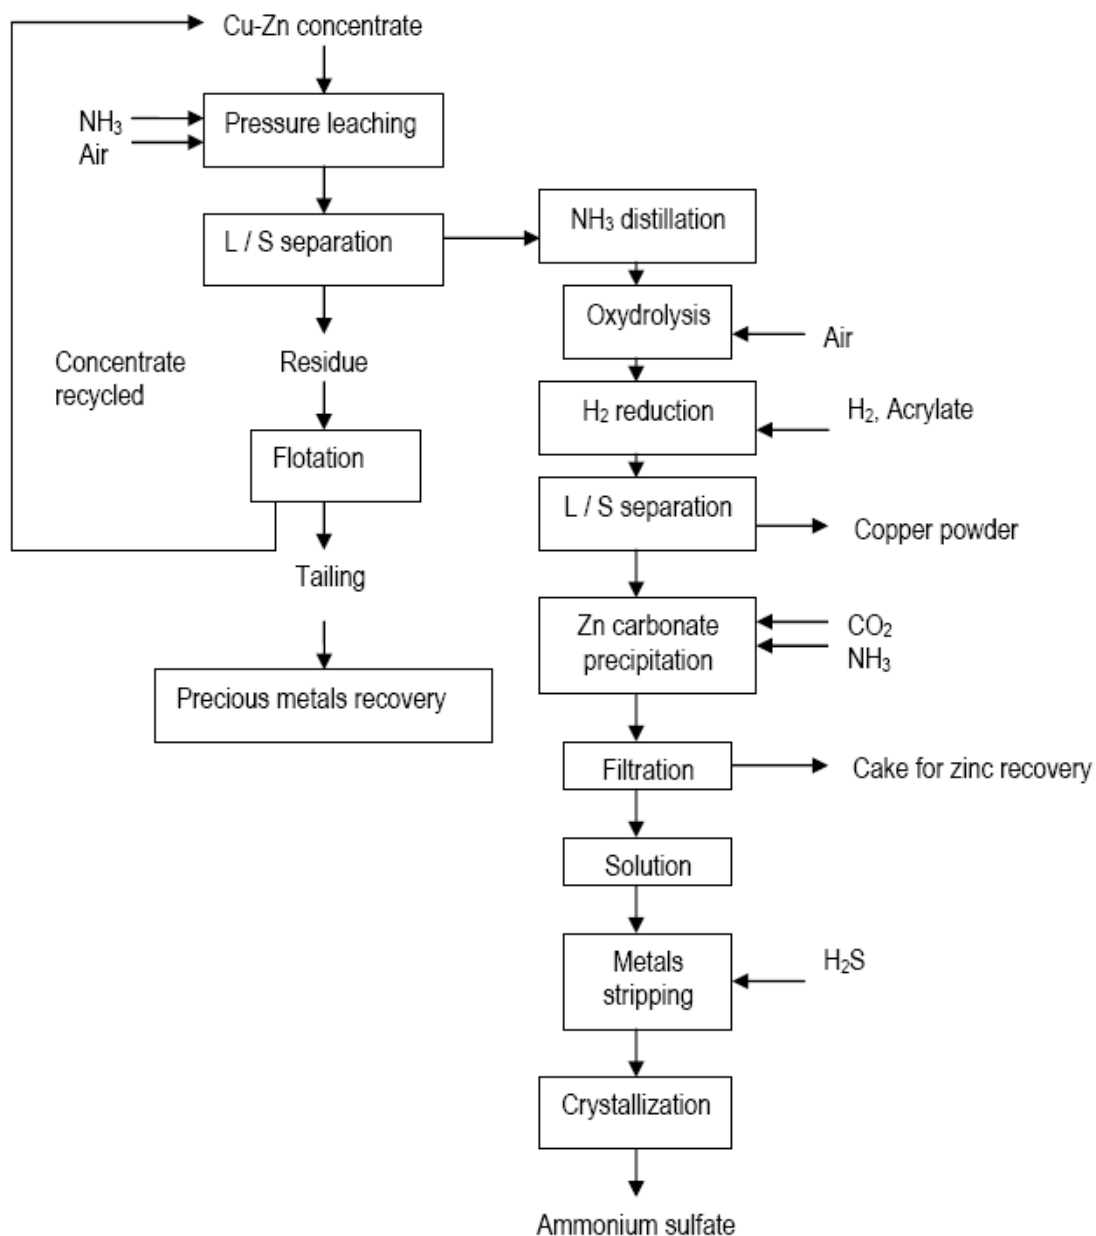 Cu-Zn concentrate
NH₃
Air
Pressure leaching
L / S separation
NH₃ distillation
Oxydrolysis
Air
Concentrate
recycled
Residue
H₂ reduction
H₂, Acrylate
Flotation
L / S separation
Copper powder
Tailing
Zn carbonate
precipitation
CO₂
NH₃
Precious metals recovery
Filtration
Cake for zinc recovery
Solution
Metals
stripping
H₂S
Crystallization
Ammonium sulfate